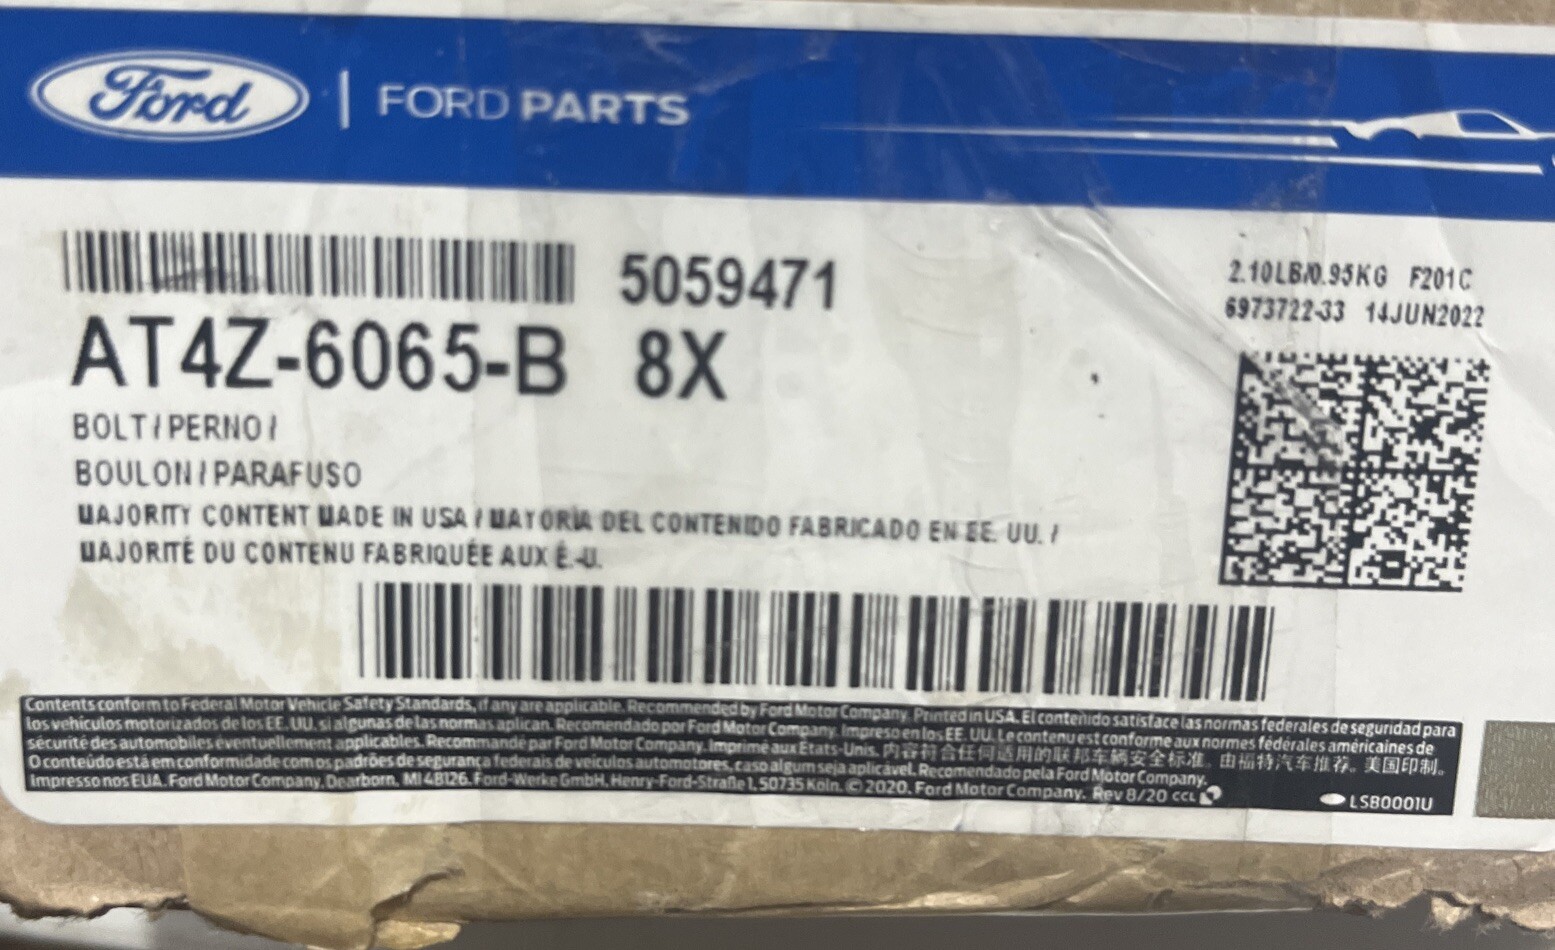 Ford | FORD PARTS
5059471
2.10LB/0.95KG F201C
6973722-33 14JUN2022
AT4Z-6065-B 8X
BOLT / PERNO /
BOULON / PARAFUSO
MAJORITY CONTENT MADE IN USA / MAYORÍA DEL CONTENIDO FABRICADO EN EE. UU. /
MAJORITÉ DU CONTENU FABRIQUÉE AUX É.-U.
Contents conform to Federal Motor Vehicle Safety Standards, if any are applicable. Recommended by Ford Motor Company. Printed in USA. El contenido satisface las normas federales de seguridad para
los vehículos motorizados de los EE. UU. si algunas de las normas aplican. Recomendado por Ford Motor Company. Impreso en los EE. UU. Le contenu est conforme aux normes fédérales américaines de
sécurité des automobiles éventuellement applicables. Recommandé par Ford Motor Company. Imprimé aux États-Unis. 内容符合任何适用的联邦车辆安全标准。由福特汽车推荐。美国印制。
O conteúdo está em conformidade com os padrões de segurança federais de veículos automotores, caso algum seja aplicável. Recomendado pela Ford Motor Company.
Impresso nos EUA. Ford Motor Company, Dearborn, MI 48126. Ford-Werke GmbH, Henry-Ford-Straße 1, 50735 Köln. © 2020. Ford Motor Company. Rev 8/20 CCL
LSB0001U